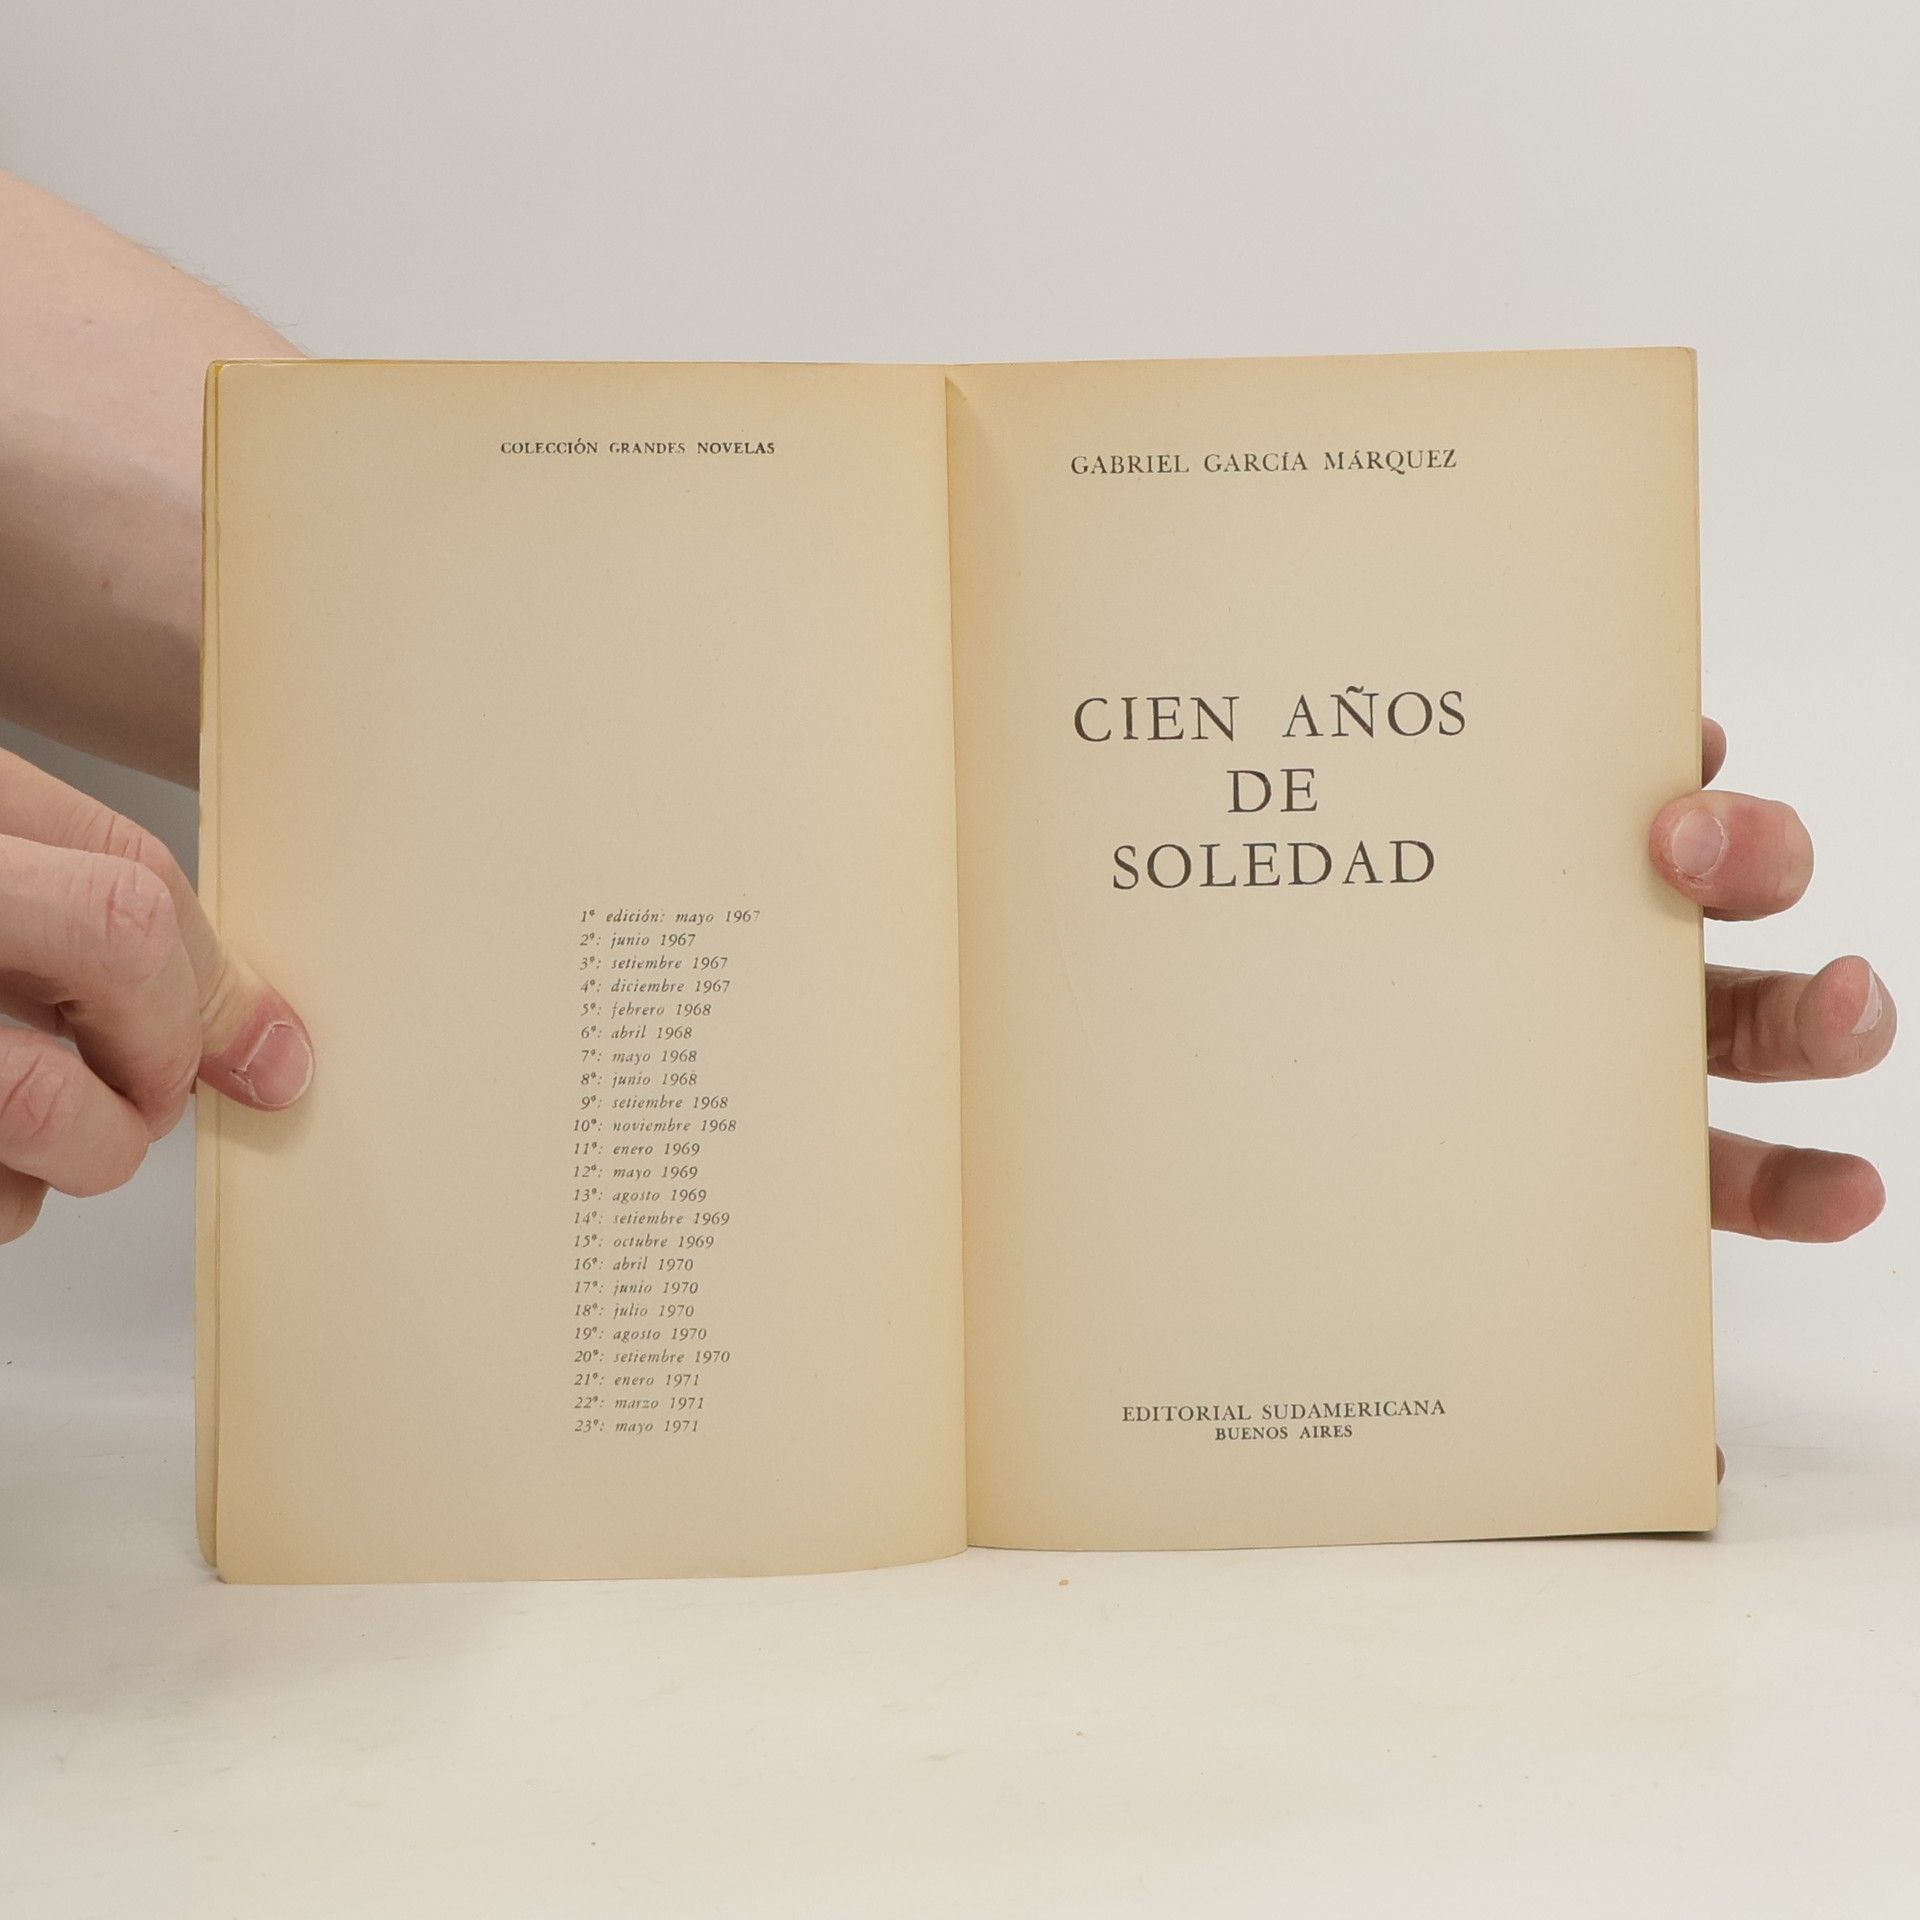 COLECCIÓN GRANDES NOVELAS
1ª edición: mayo 1967
2ª: junio 1967
3ª: setiembre 1967
4ª: diciembre 1967
5ª: febrero 1968
6ª: abril 1968
7ª: mayo 1968
8ª: junio 1968
9ª: setiembre 1968
10ª: noviembre 1968
11ª: enero 1969
12ª: mayo 1969
13ª: agosto 1969
14ª: setiembre 1969
15ª: octubre 1969
16ª: abril 1970
17ª: junio 1970
18ª: julio 1970
19ª: agosto 1970
20ª: setiembre 1970
21ª: enero 1971
22ª: marzo 1971
23ª: mayo 1971
GABRIEL GARCÍA MÁRQUEZ
CIEN AÑOS
DE
SOLEDAD
EDITORIAL SUDAMERICANA
BUENOS AIRES